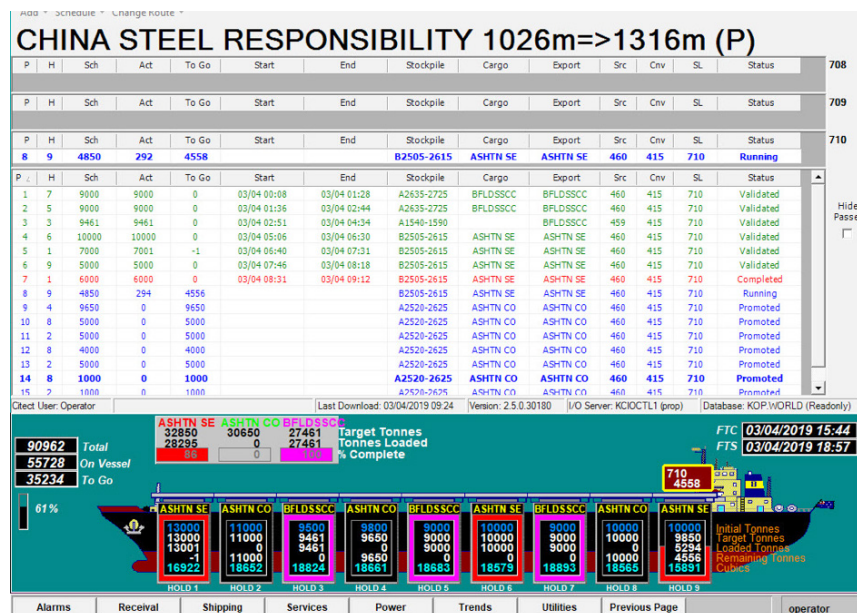 Add Schedule Change Route
CHINA STEEL RESPONSIBILITY 1026m=>1316m (P)
P H Sch Act To Go Start End Stockpile Cargo Export Src Cnv SL Status 708
P H Sch Act To Go Start End Stockpile Cargo Export Src Cnv SL Status 709
P H Sch Act To Go Start End Stockpile Cargo Export Src Cnv SL Status 710
8 9 4850 292 4558 B2505-2615 ASHTN SE ASHTN SE 460 415 710 Running
P H Sch Act To Go Start End Stockpile Cargo Export Src Cnv SL Status
1 7 9000 9000 0 03/04 00:08 03/04 01:28 A2635-2725 BFLDSSCC BFLDSSCC 460 415 710 Validated
2 5 9000 9000 0 03/04 01:36 03/04 02:44 A2635-2725 BFLDSSCC BFLDSSCC 460 415 710 Validated
3 3 9461 9461 0 03/04 02:51 03/04 04:34 A1540-1590 BFLDSSCC 459 415 710 Validated
4 6 10000 10000 0 03/04 05:06 03/04 06:30 B2505-2615 ASHTN SE ASHTN SE 460 415 710 Validated
5 1 7000 7001 -1 03/04 06:40 03/04 07:31 B2505-2615 ASHTN SE ASHTN SE 460 415 710 Validated
6 9 5000 5000 0 03/04 07:46 03/04 08:18 B2505-2615 ASHTN SE ASHTN SE 460 415 710 Validated
7 1 6000 6000 0 03/04 08:31 03/04 09:12 B2505-2615 ASHTN SE ASHTN SE 460 415 710 Completed
8 9 4850 294 4556 B2505-2615 ASHTN SE ASHTN SE 460 415 710 Running
9 4 9650 0 9650 A2520-2625 ASHTN CO ASHTN CO 460 415 710 Promoted
10 8 5000 0 5000 A2520-2625 ASHTN CO ASHTN CO 460 415 710 Promoted
11 2 5000 0 5000 A2520-2625 ASHTN CO ASHTN CO 460 415 710 Promoted
12 8 4000 0 4000 A2520-2625 ASHTN CO ASHTN CO 460 415 710 Promoted
13 2 5000 0 5000 A2520-2625 ASHTN CO ASHTN CO 460 415 710 Promoted
14 8 1000 0 1000 A2520-2625 ASHTN CO ASHTN CO 460 415 710 Promoted
15 2 1000 0 1000 A2520-2625 ASHTN CO ASHTN CO 460 415 710 Promoted
Hide
Passe
Citect User: Operator Last Download: 03/04/2019 09:24 Version: 2.5.0.30180 I/O Server: KCIOCTL1 (prop) Database: KOP.WORLD (Readonly)
ASHTN SE ASHTN CO BFLDSSCC
32850 30650 27461 Target Tonnes
28295 0 27461 Tonnes Loaded
86 0 100 % Complete
90962 Total
55728 On Vessel
35234 To Go
61 %
FTC 03/04/2019 15:44
FTS 03/04/2019 18:57
710
4558
ASHTN SE ASHTN CO BFLDSSCC ASHTN CO BFLDSSCC ASHTN SE BFLDSSCC ASHTN CO ASHTN SE
13000 11000 9500 9800 9000 10000 9000 10000 10000 Initial Tonnes
13000 11000 9461 9650 9000 10000 9000 10000 9850 Target Tonnes
13001 0 9461 0 9000 10000 9000 0 5294 Loaded Tonnes
-1 11000 0 9650 0 0 0 10000 4556 Remaining Tonnes
16922 18652 18824 18661 18683 18579 18893 18565 15891 Cubics
HOLD 1 HOLD 2 HOLD 3 HOLD 4 HOLD 5 HOLD 6 HOLD 7 HOLD 8 HOLD 9
Alarms Receival Shipping Services Power Trends Utilities Previous Page operator